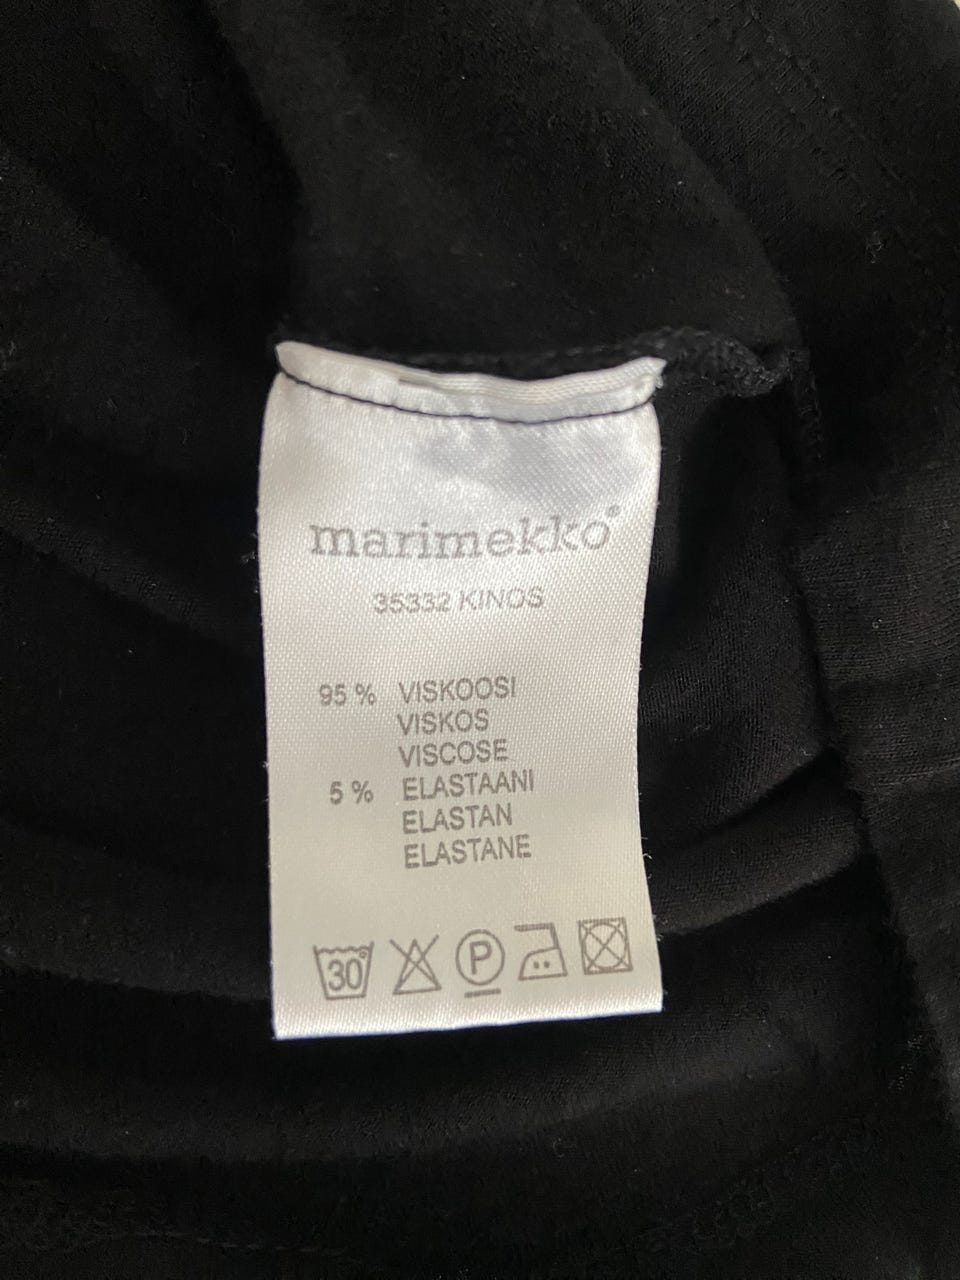 marimekko®
35332 KINOS
95 % VISKOOSI
VISKOS
VISCOSE
5 % ELASTAANI
ELASTAN
ELASTANE
30° P